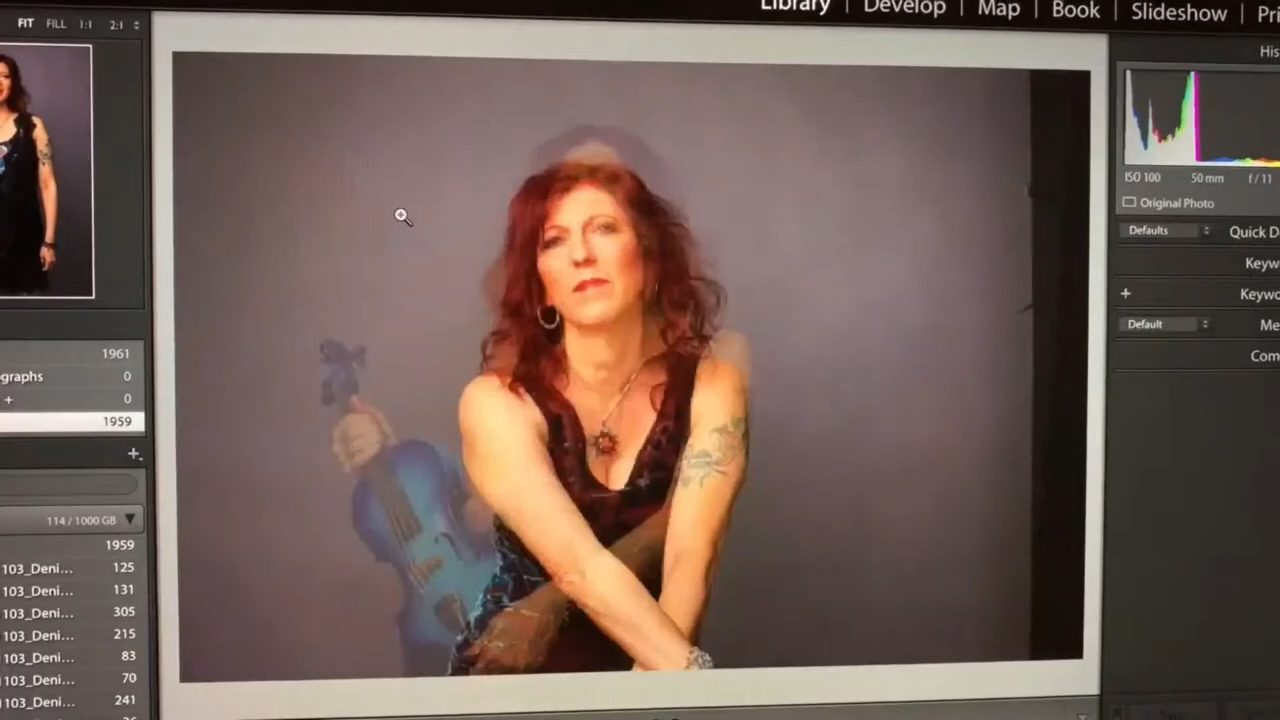 FIT FILL 1:1 2:1
Library | Develop | Map | Book | Slideshow | Pri
His
ISO 100 50 mm f / 11
Original Photo
Defaults Quick D
Keyw
+ Keywo
Default Me
Com
1961
ographs 0
+ 0
1959
+
114 / 1000 GB
1959
103_Deni... 125
103_Deni... 131
103_Deni... 305
103_Deni... 215
103_Deni... 83
103_Deni... 70
103_Deni... 241